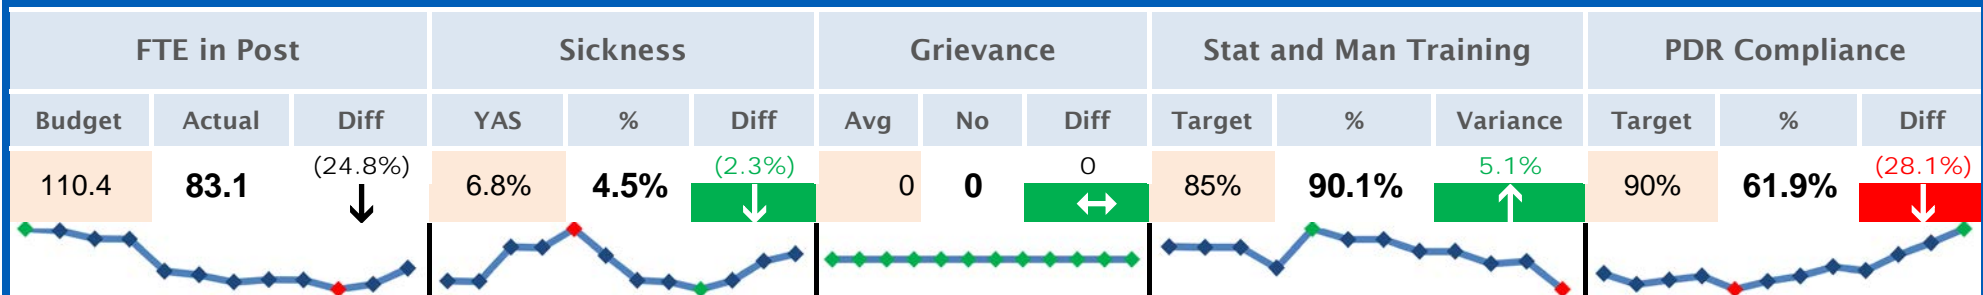 FTE in Post Sickness Grievance Stat and Man Training PDR Compliance
Budget Actual Diff YAS % Diff Avg No Diff Target % Variance Target % Diff
110.4 83.1 (24.8%) 6.8% 4.5% (2.3%) 0 0 0 85% 90.1% 5.1% 90% 61.9% (28.1%)